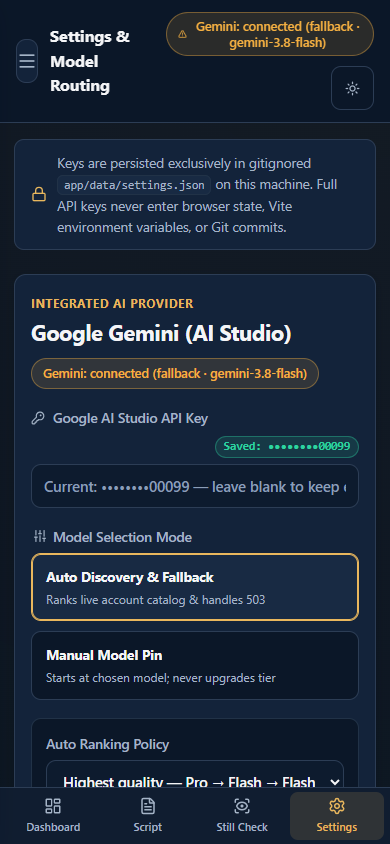 Settings &
Model
Routing
Gemini: connected (fallback ·
gemini-3.8-flash)
Keys are persisted exclusively in gitignored
app/data/settings.json on this machine. Full
API keys never enter browser state, Vite
environment variables, or Git commits.
INTEGRATED AI PROVIDER
Google Gemini (AI Studio)
Gemini: connected (fallback · gemini-3.8-flash)
Google AI Studio API Key
Saved: ••••••••00099
Current: ••••••••00099 — leave blank to keep
Model Selection Mode
Auto Discovery & Fallback
Ranks live account catalog & handles 503
Manual Model Pin
Starts at chosen model; never upgrades tier
Auto Ranking Policy
Highest quality — Pro → Flash → Flash
Dashboard
Script
Still Check
Settings